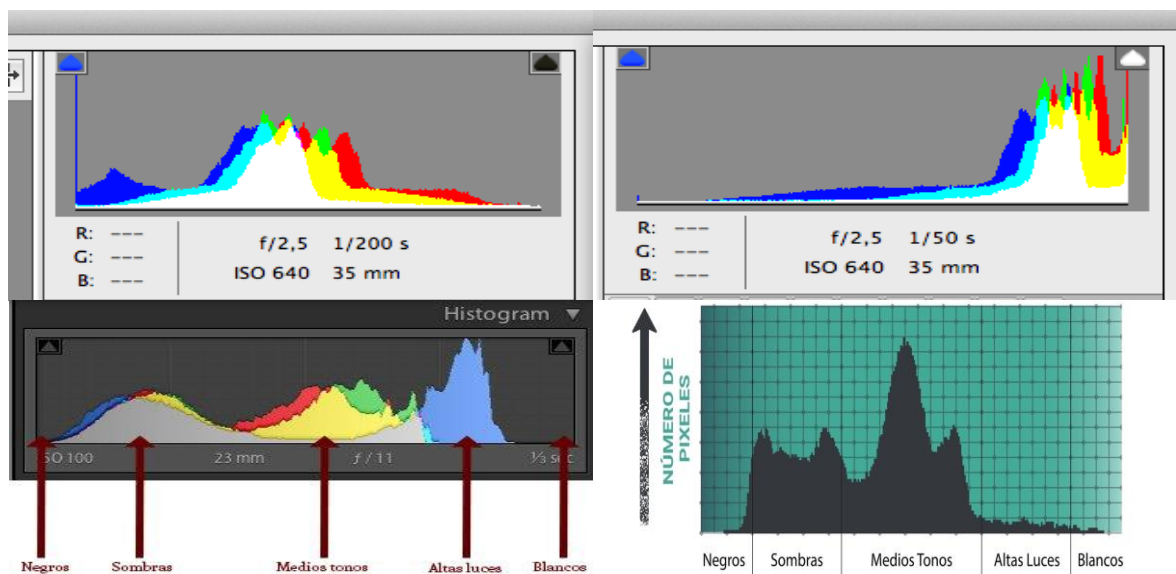 R: ---
G: ---
B: ---
f/2,5 1/200 s
ISO 640 35 mm
R: ---
G: ---
B: ---
f/2,5 1/50 s
ISO 640 35 mm
Histogram
ISO 100 23 mm ƒ / 11 ⅓ sec
Negros Sombras Medios tonos Altas luces Blancos
NÚMERO DE
PIXELES
Negros Sombras Medios Tonos Altas Luces Blancos